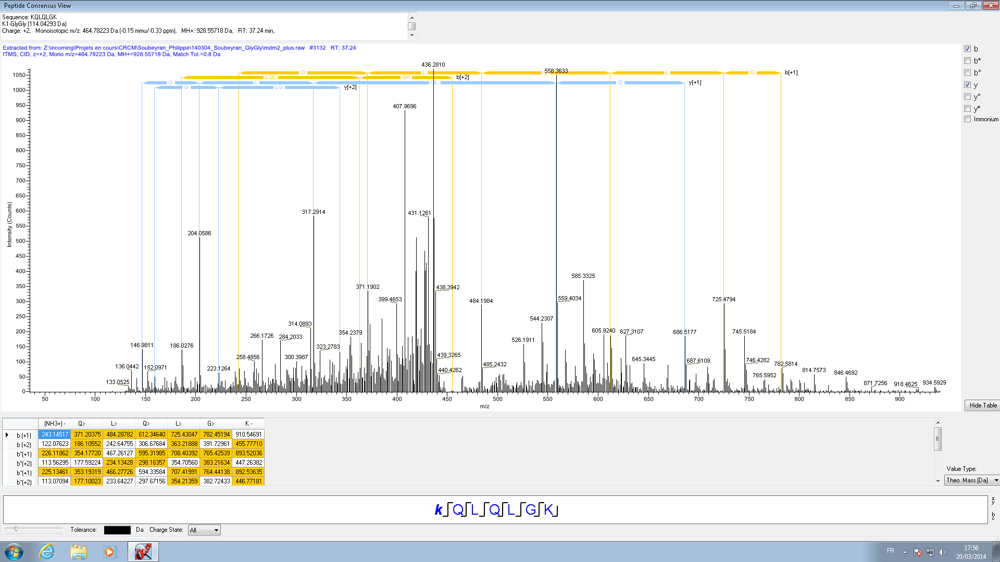 Peptide Consensus View
Sequence: KQLQLGK
K1-GlyGly (114.04293 Da)
Charge: +2, Monoisotopic m/z: 464.78223 Da (-0.15 mmu/-0.33 ppm), MH+: 928.55718 Da, RT: 37.24 min,
Extracted from: Z:\incoming\Projets en cours\CRCM\Soubeyran_Philippe\140304_Soubeyran_GlyGly\mdm2_plus.raw #3132 RT: 37.24
ITMS, CID, z=+2, Mono m/z=464.78223 Da, MH+=928.55718 Da, Match Tol.=0.8 Da
b
b*
b°
y
y°
y*
Immonium
436.2810
558.3633
Q L Q L G b[+1]
LQL GK b[+2]
G L QL Q y[+1]
Q LQ y[+2]
407.9696
317.2914
431.1261
204.0586
585.3325
371.1902
438.3942
399.4653
484.1984
559.4034
725.4794
314.0893
544.2307
266.1726
284.2033
354.2379
605.9240
627.3107
686.5177
745.5184
146.9811
186.0276
323.2783
526.1911
258.4856
300.3987
439.3265
645.3445
687.6109
746.4282
136.0442
152.0971
223.1264
440.4262
485.2432
782.5814
765.5952
814.7573
846.4692
133.0525
871.7256
918.4625
934.5929
Intensity (Counts)
1050
1000
950
900
850
800
750
700
650
600
550
500
450
400
350
300
250
200
150
100
50
0
50 100 150 200 250 300 350 400 450 500 550 600 650 700 750 800 850 900
m/z
Hide Table
(NH3+) - Q> L> Q> L> G> K -
b (+1) 243.14517 371.20375 484.28782 612.34640 725.43047 782.45194 910.54691
b (+2) 122.07623 186.10552 242.64755 306.67684 363.21888 391.72961 455.77710
b*(+1) 226.11862 354.17720 467.26127 595.31985 708.40392 765.42539 893.52036
b*(+2) 113.56295 177.59224 234.13428 298.16357 354.70560 383.21634 447.26382
b°(+1) 225.13461 353.19319 466.27726 594.33584 707.41991 764.44138 892.53635
b°(+2) 113.07094 177.10023 233.64227 297.67156 354.21359 382.72433 446.77181
Value Type:
Theo. Mass [Da]
k Q L Q L G K
z
y
b
c
Tolerance: Da Charge State: All
FR
17:56
20/03/2014